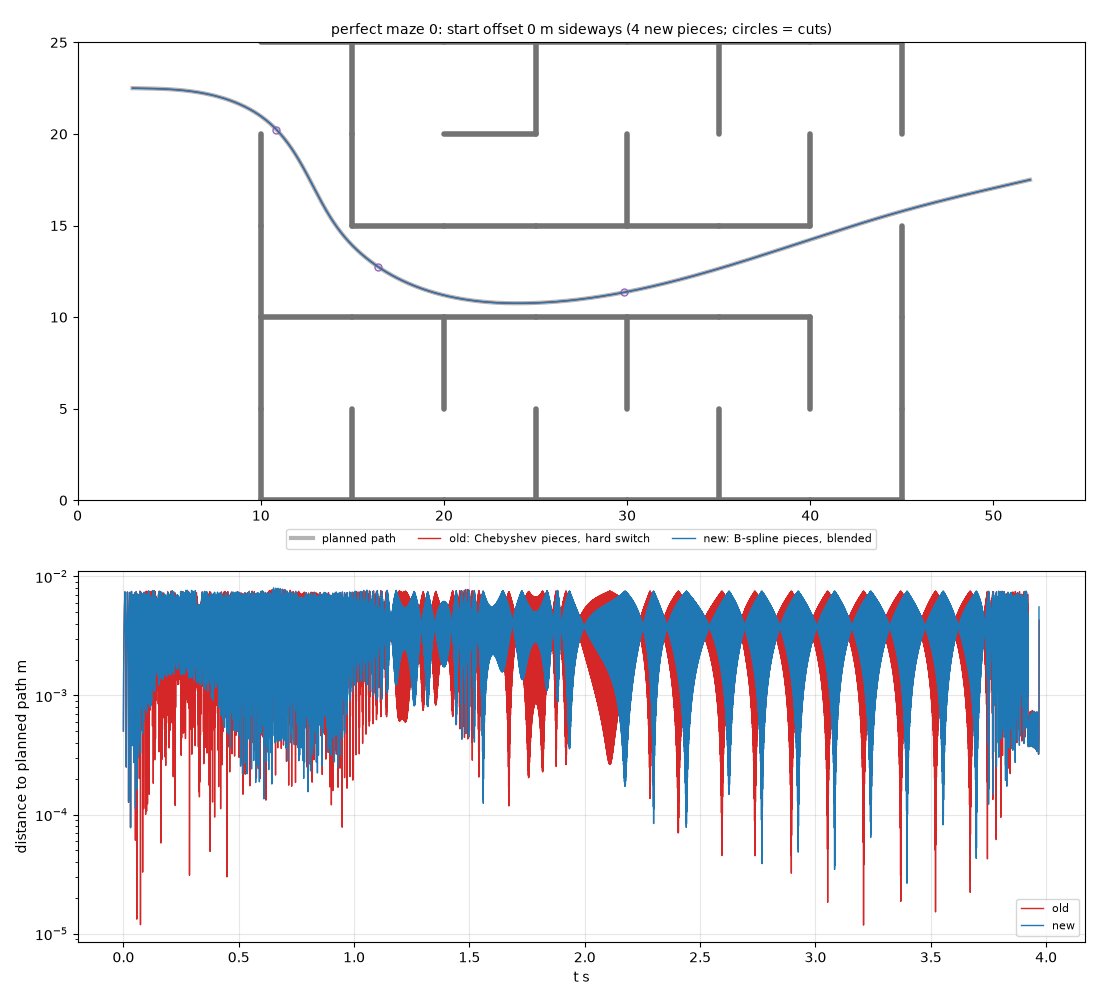 perfect maze 0: start offset 0 m sideways (4 new pieces; circles = cuts)
25
20
15
10
5
0
0 10 20 30 40 50
planned path old: Chebyshev pieces, hard switch new: B-spline pieces, blended
distance to planned path m
10⁻²
10⁻³
10⁻⁴
10⁻⁵
old
new
0.0 0.5 1.0 1.5 2.0 2.5 3.0 3.5 4.0
t s